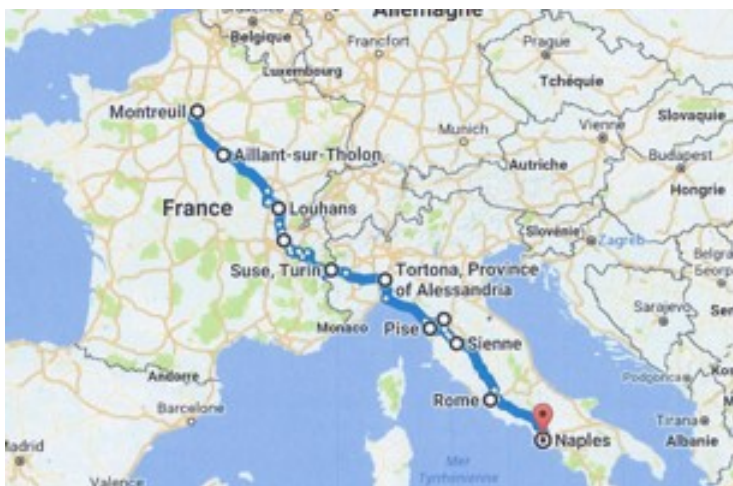 Allemagne
Belgique
Francfort
Prague
Luxembourg
Tchéquie
Montreuil
Slovaquie
Munich
Vienne
Aillant-sur-Tholon
Budapest
Autriche
Hongrie
France
Louhans
Slovénie
Zagreb
Suse, Turin
Tortona, Province
of Alessandria
Sarajevo
Monaco
Pise
Sienne
Andorre
Podgorica
Barcelone
Rome
Tirana
Naples
Albanie
Mer
Tyrrhénienne
Valence